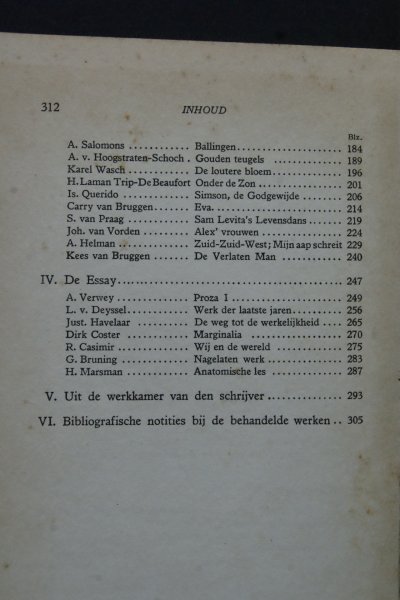 312
INHOUD
Blz.
A. Salomons ............ Ballingen ........................ 184
A. v. Hoogstraten-Schoch . Gouden teugels ................ 189
Karel Wasch ............ De loutere bloem ............... 196
H. Laman Trip-De Beaufort Onder de Zon .................. 201
Is. Querido ............ Simson, de Godgewijde .......... 206
Carry van Bruggen ....... Eva ............................ 214
S. van Praag ........... Sam Levita's Levensdans ........ 219
Joh. van Vorden ........ Alex' vrouwen .................. 224
A. Helman .............. Zuid-Zuid-West; Mijn aap schreit 229
Kees van Bruggen ....... De Verlaten Man ................ 240
IV. De Essay ............................................ 247
A. Verwey .............. Proza I ........................ 249
L. v. Deyssel .......... Werk der laatste jaren .......... 256
Just. Havelaar ......... De weg tot de werkelijkheid .... 265
Dirk Coster ............ Marginalia ..................... 270
R. Casimir ............. Wij en de wereld ............... 275
G. Bruning ............. Nagelaten werk ................. 283
H. Marsman ............. Anatomische les ................ 287
V. Uit de werkkamer van den schrijver ................ 293
VI. Bibliografische notities bij de behandelde werken .. 305